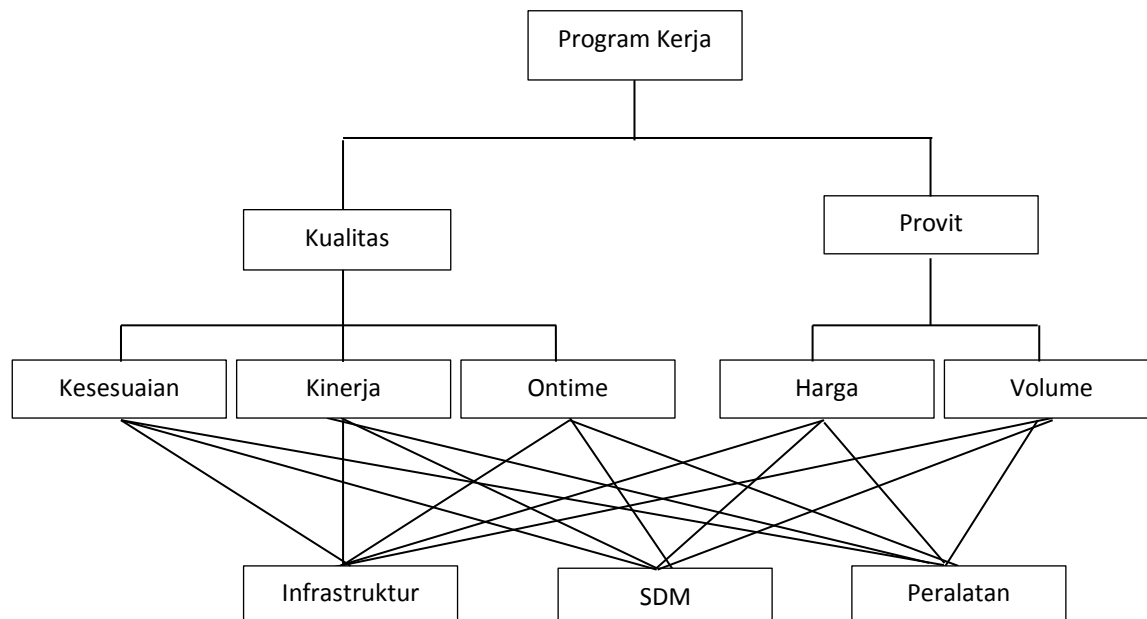 Program Kerja
Kualitas
Provit
Kesesuaian
Kinerja
Ontime
Harga
Volume
Infrastruktur
SDM
Peralatan